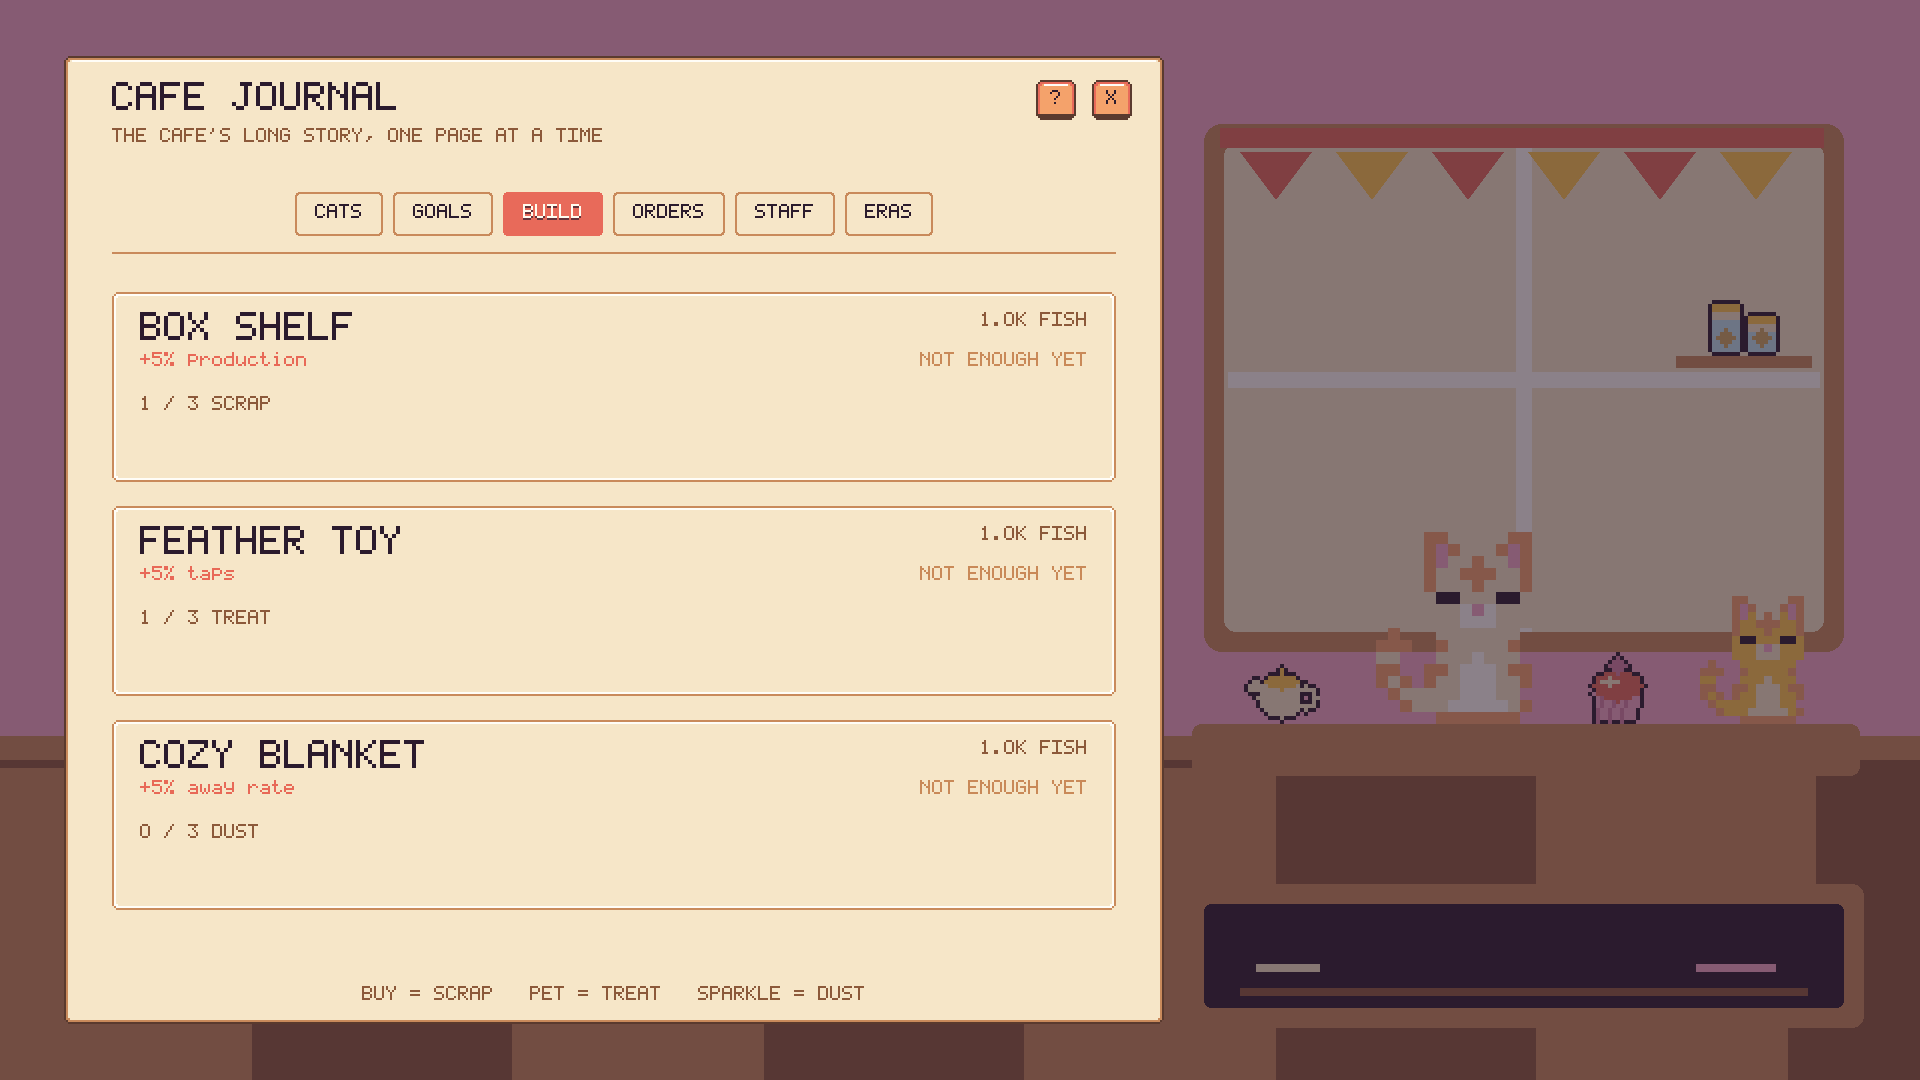 CAFE JOURNAL
? X
THE CAFE'S LONG STORY, ONE PAGE AT A TIME
CATS GOALS BUILD ORDERS STAFF ERAS
BOX SHELF
1.0K FISH
+5% Production
NOT ENOUGH YET
1 / 3 SCRAP
FEATHER TOY
1.0K FISH
+5% taps
NOT ENOUGH YET
1 / 3 TREAT
COZY BLANKET
1.0K FISH
+5% away rate
NOT ENOUGH YET
0 / 3 DUST
BUY = SCRAP PET = TREAT SPARKLE = DUST